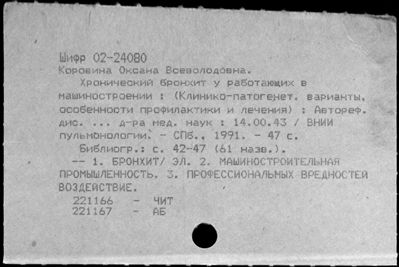 Шифр 02-24080
Коровина Оксана Всеволодовна.
Хронический бронхит у работающих в
машиностроении : (Клинико-патогенет. варианты,
особенности профилактики и лечения) : Автореф.
дис. ... д-ра мед. наук : 14.00.43 / ВНИИ
пульмонологии. - СПб., 1991. - 47 с.
Библиогр.: с. 42-47 (61 назв.).
-- 1. БРОНХИТ/ ЭЛ. 2. МАШИНОСТРОИТЕЛЬНАЯ
ПРОМЫШЛЕННОСТЬ. 3. ПРОФЕССИОНАЛЬНЫХ ВРЕДНОСТЕЙ
ВОЗДЕЙСТВИЕ.
221166 - ЧИТ
221167 - АБ